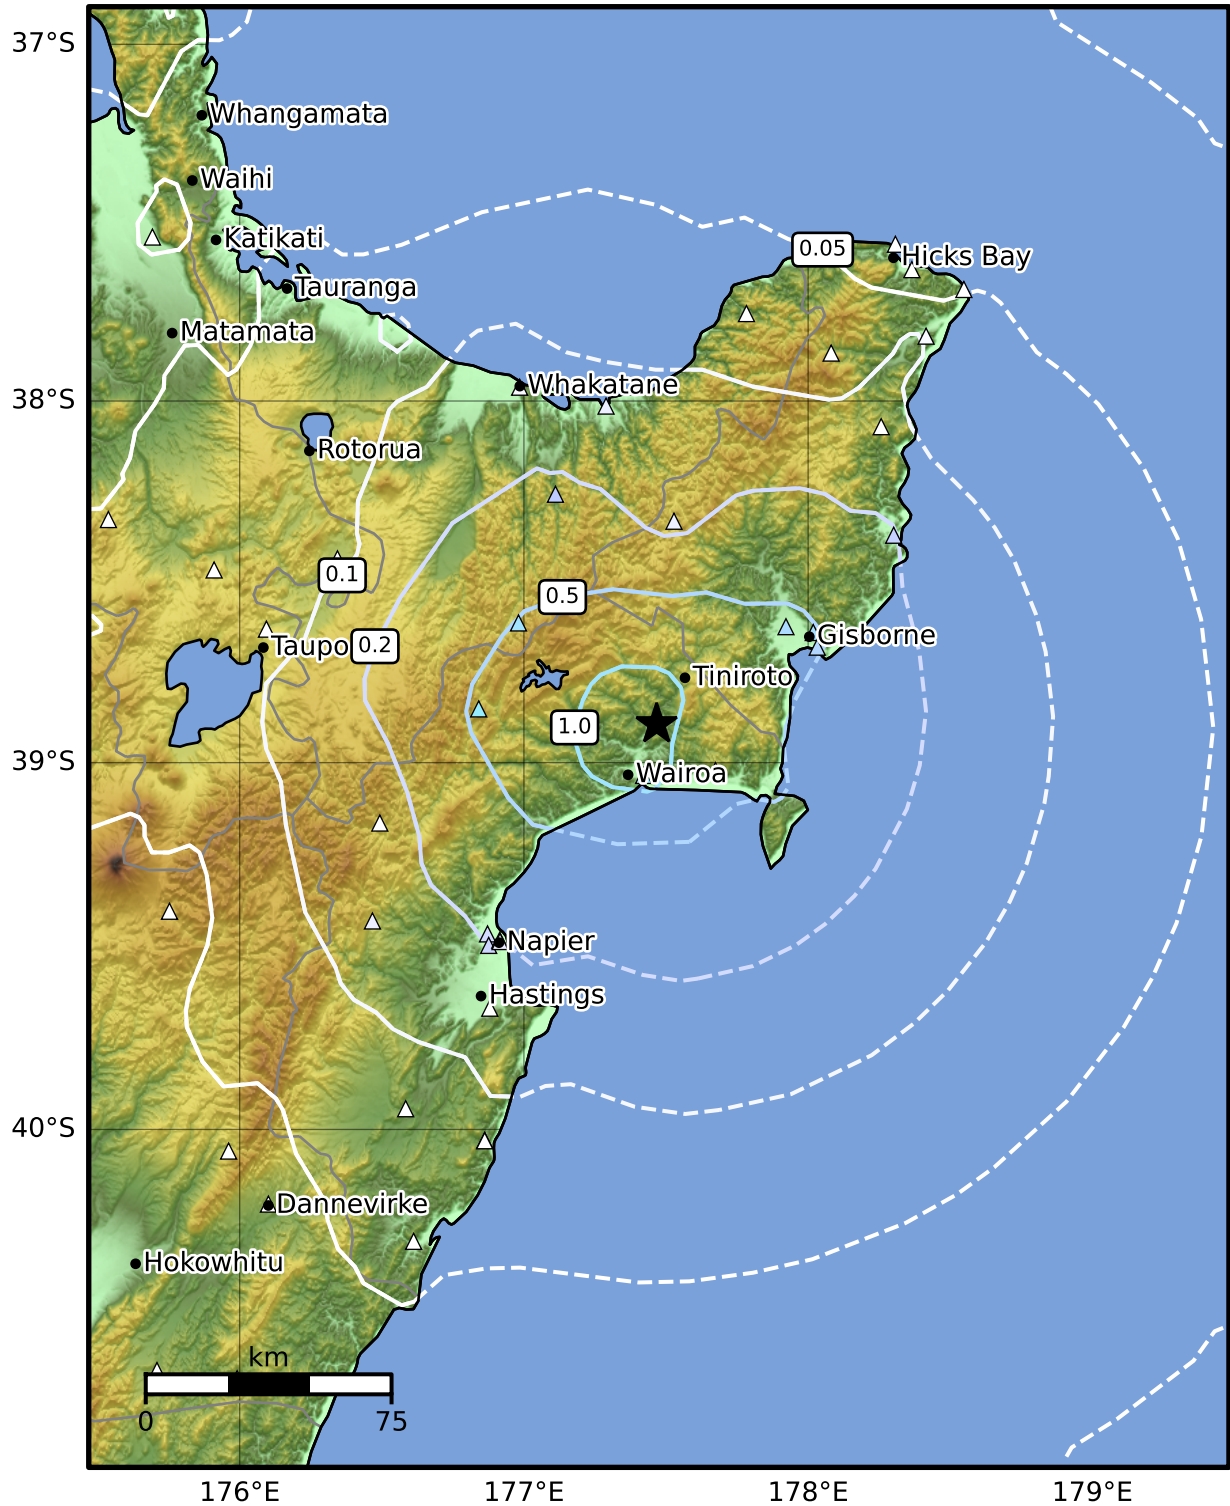 37°S
Whangamata
Waihi
Katikati
0.05
Hicks Bay
Tauranga
Matamata
Whakatane
38°S
Rotorua
0.1
0.5
Gisborne
Taupo
0.2
Tiniroto
1.0
39°S
Wairoa
Napier
Hastings
40°S
Dannevirke
Hokowhitu
km
0
75
176°E
177°E
178°E
179°E